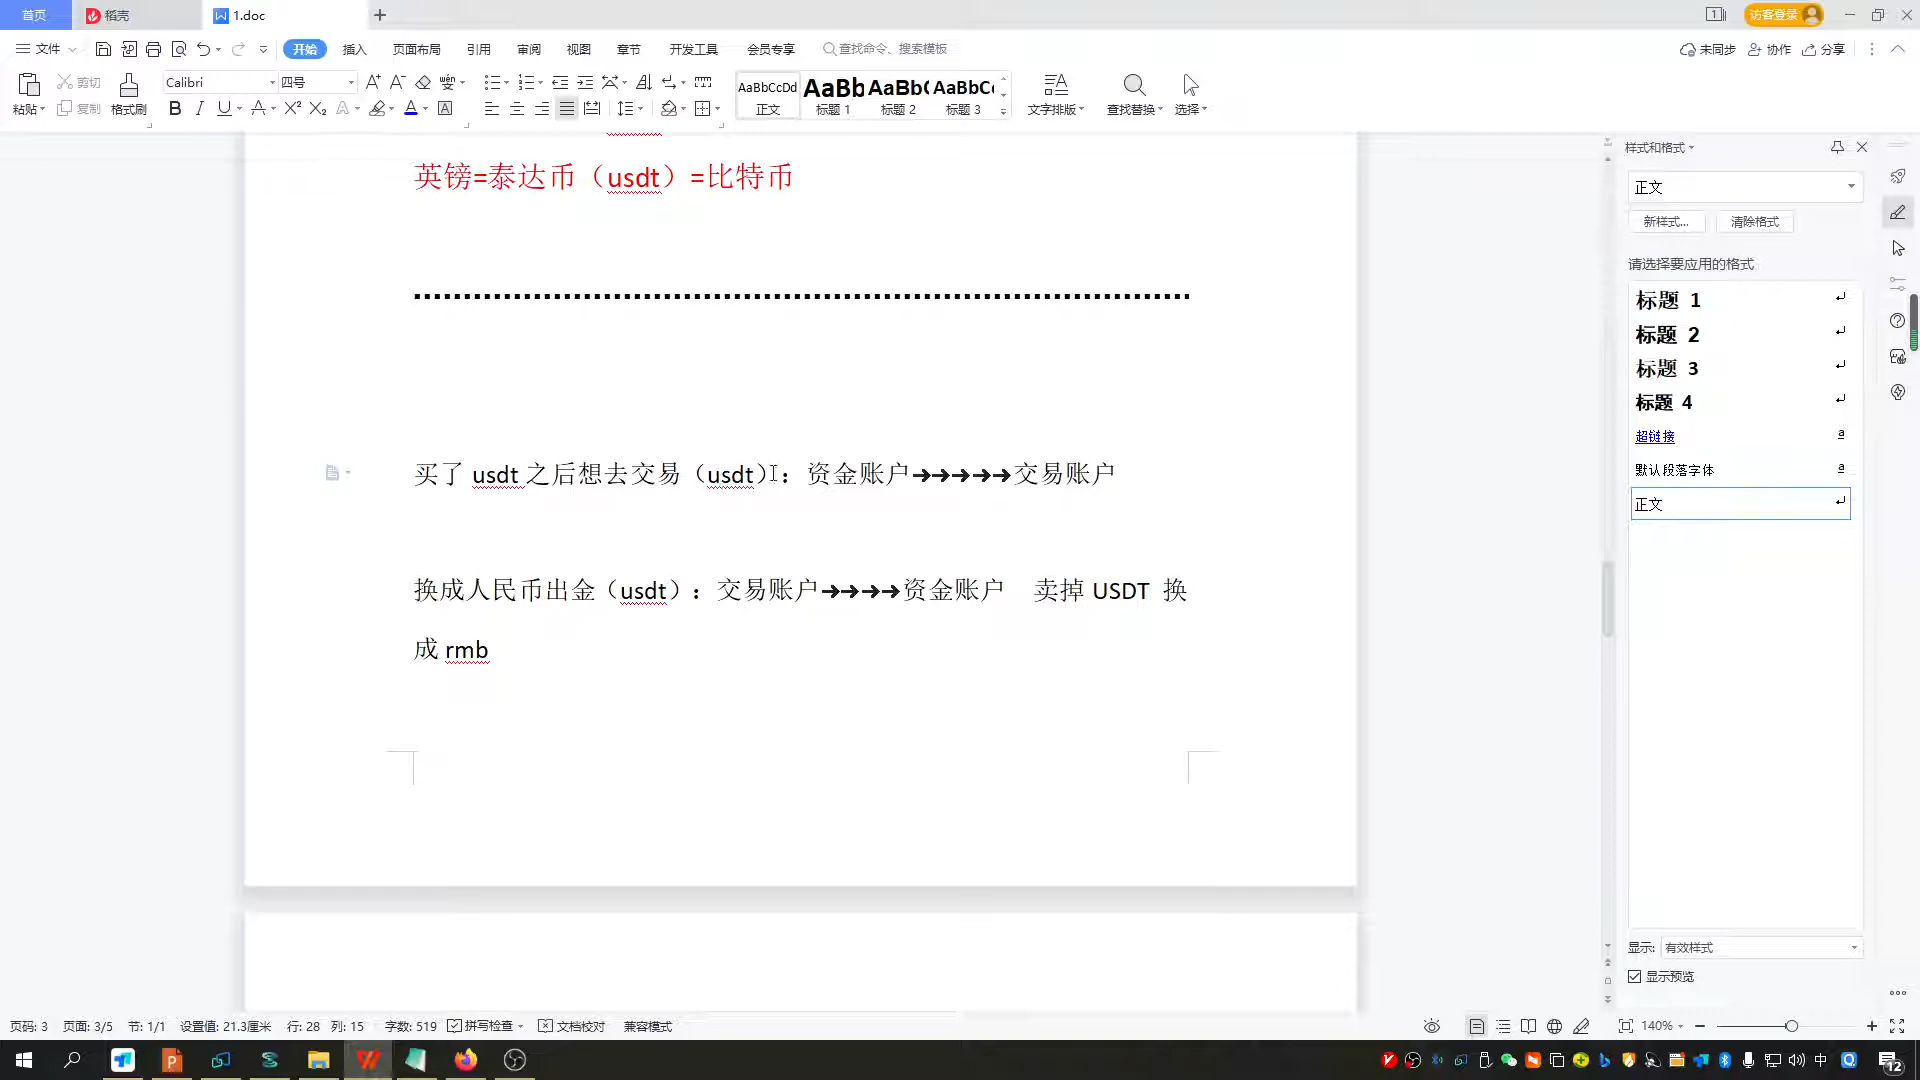 首页 稻壳 1.doc
访客登录
文件 开始 插入 页面布局 引用 审阅 视图 章节 开发工具 会员专享 查找命令、搜索模板
未同步 协作 分享
粘贴 剪切 复制 格式刷 Calibri 四号
AaBbCcDd 正文 AaBb 标题 1 AaBb( 标题 2 AaBbC( 标题 3 文字排版 查找替换 选择
英镑=泰达币（usdt）=比特币
买了 usdt 之后想去交易（usdt）：资金账户→→→→→交易账户
换成人民币出金（usdt）：交易账户→→→→资金账户 卖掉 USDT 换
成 rmb
样式和格式
正文
新样式... 清除格式
请选择要应用的格式
标题 1
标题 2
标题 3
标题 4
超链接 a
默认段落字体 a
正文
显示: 有效样式
显示预览
页码: 3 页面: 3/5 节: 1/1 设置值: 21.3厘米 行: 28 列: 15 字数: 519 拼写检查 文档校对 兼容模式 140%
中 12